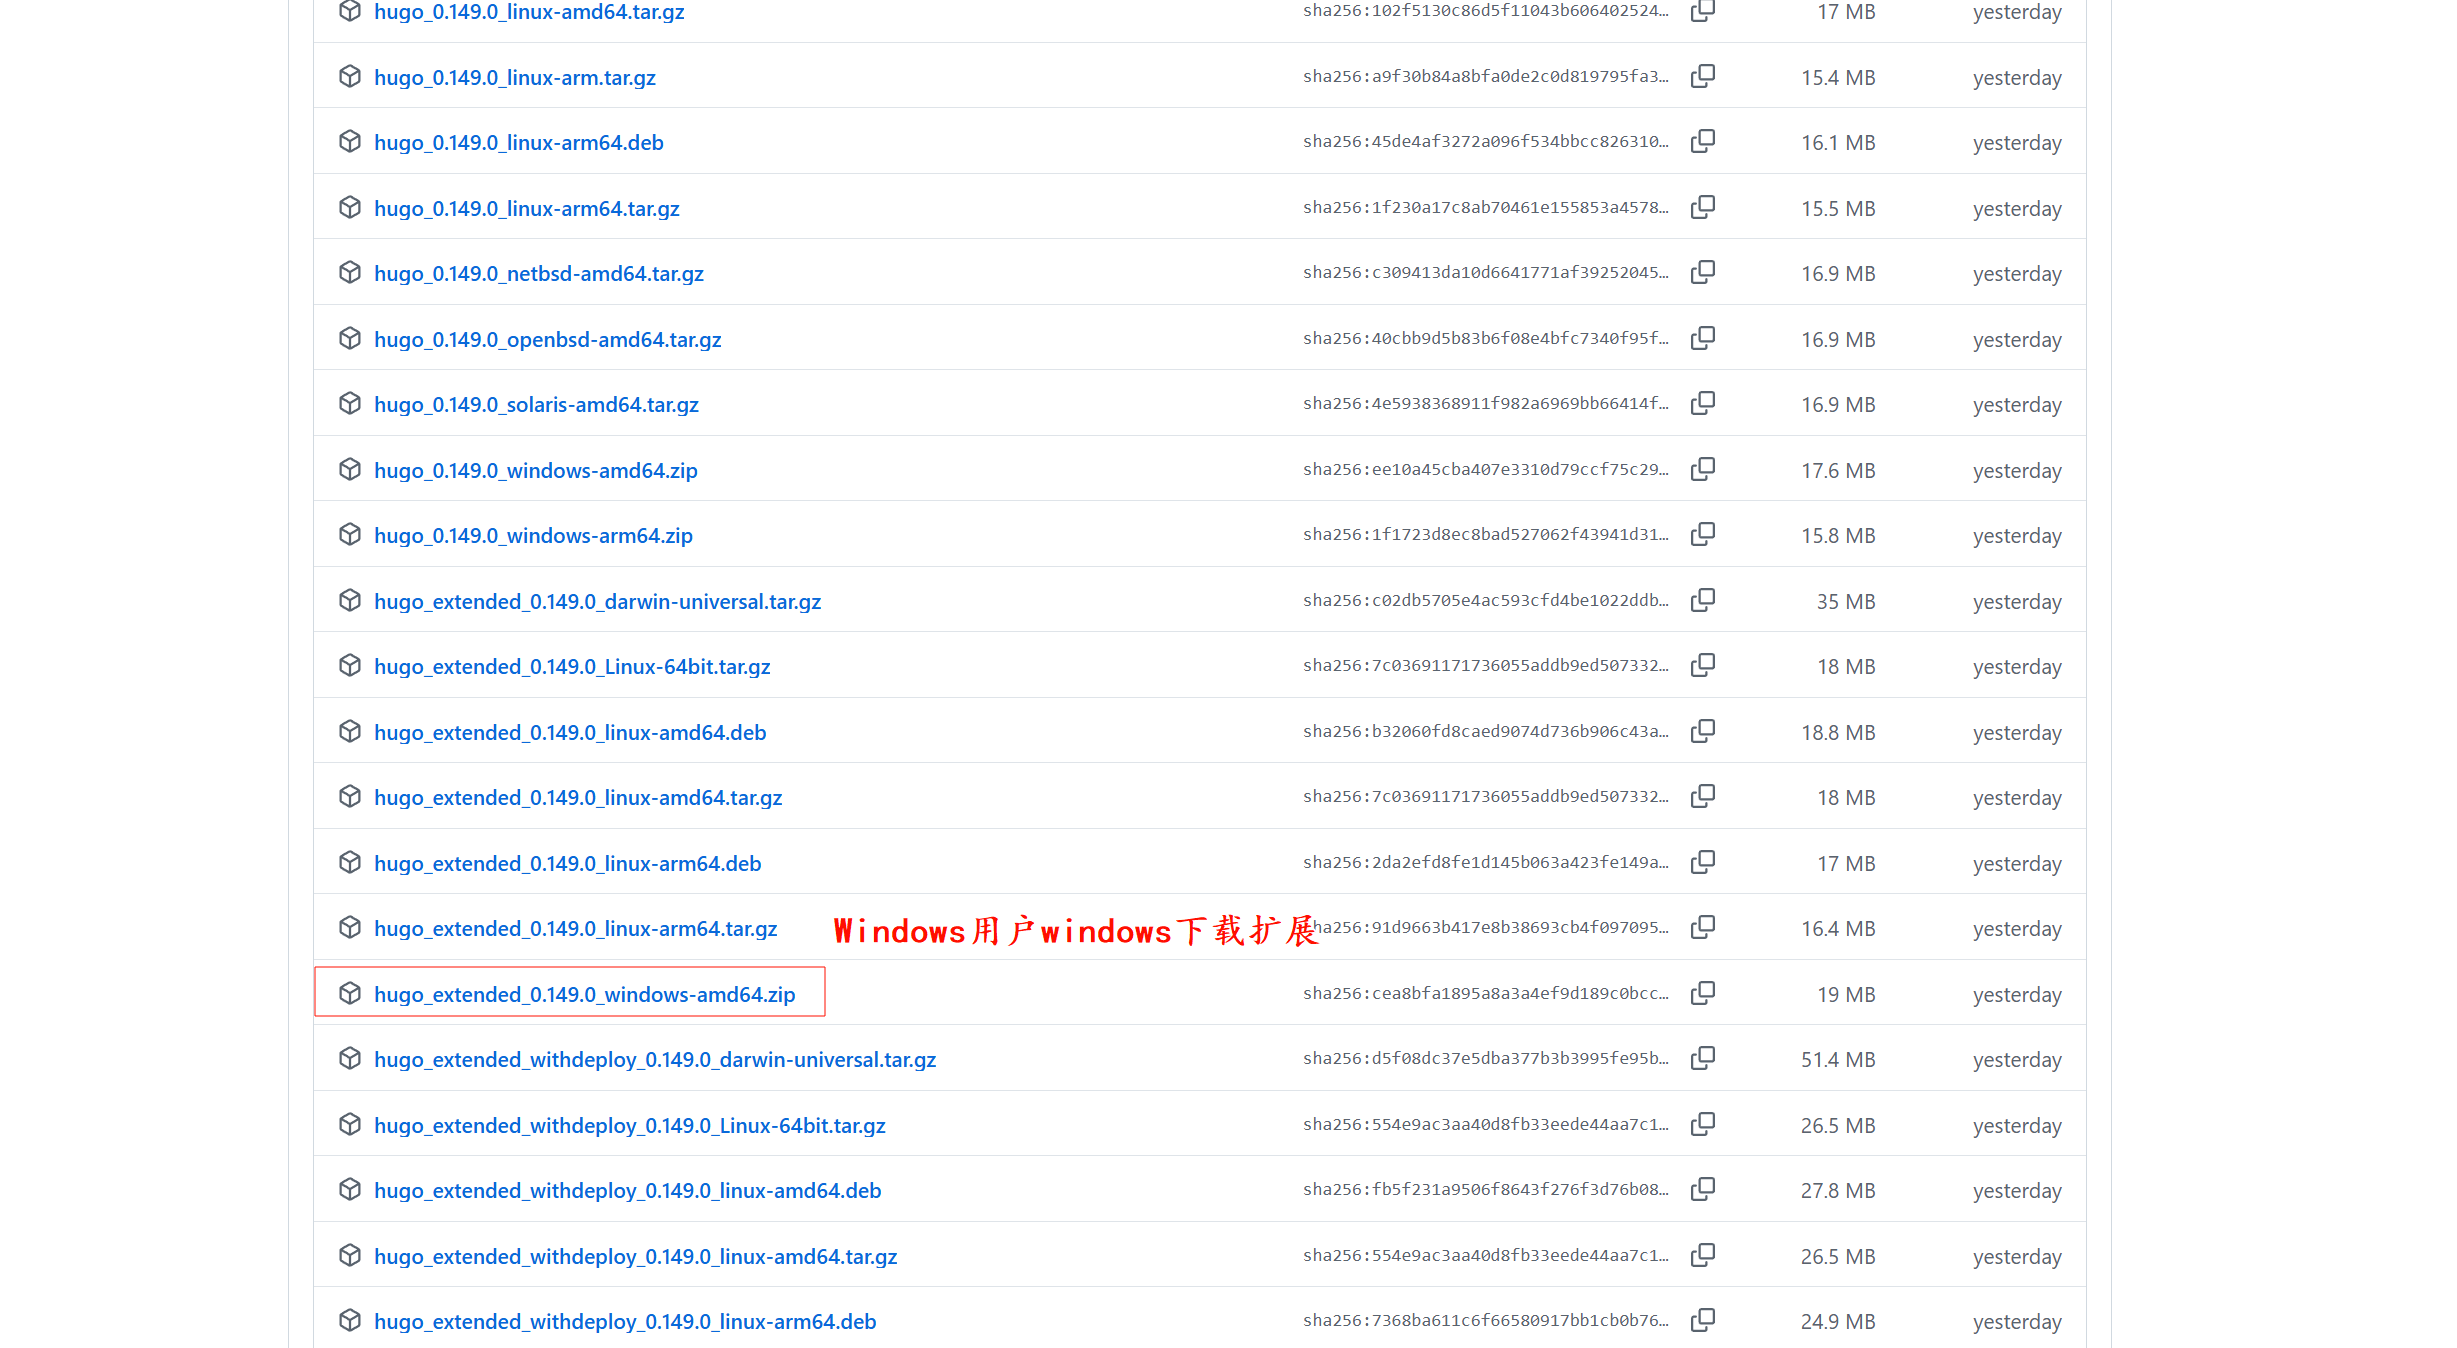 hugo_0.149.0_linux-amd64.tar.gz sha256:102f5130c86d5f11043b606402524… 17 MB yesterday
hugo_0.149.0_linux-arm.tar.gz sha256:a9f30b84a8bfa0de2c0d819795fa3… 15.4 MB yesterday
hugo_0.149.0_linux-arm64.deb sha256:45de4af3272a096f534bbcc826310… 16.1 MB yesterday
hugo_0.149.0_linux-arm64.tar.gz sha256:1f230a17c8ab70461e155853a4578… 15.5 MB yesterday
hugo_0.149.0_netbsd-amd64.tar.gz sha256:c309413da10d6641771af39252045… 16.9 MB yesterday
hugo_0.149.0_openbsd-amd64.tar.gz sha256:40cbb9d5b83b6f08e4bfc7340f95f… 16.9 MB yesterday
hugo_0.149.0_solaris-amd64.tar.gz sha256:4e5938368911f982a6969bb66414f… 16.9 MB yesterday
hugo_0.149.0_windows-amd64.zip sha256:ee10a45cba407e3310d79ccf75c29… 17.6 MB yesterday
hugo_0.149.0_windows-arm64.zip sha256:1f1723d8ec8bad527062f43941d31… 15.8 MB yesterday
hugo_extended_0.149.0_darwin-universal.tar.gz sha256:c02db5705e4ac593cfd4be1022ddb… 35 MB yesterday
hugo_extended_0.149.0_Linux-64bit.tar.gz sha256:7c03691171736055addb9ed507332… 18 MB yesterday
hugo_extended_0.149.0_linux-amd64.deb sha256:b32060fd8caed9074d736b906c43a… 18.8 MB yesterday
hugo_extended_0.149.0_linux-amd64.tar.gz sha256:7c03691171736055addb9ed507332… 18 MB yesterday
hugo_extended_0.149.0_linux-arm64.deb sha256:2da2efd8fe1d145b063a423fe149a… 17 MB yesterday
hugo_extended_0.149.0_linux-arm64.tar.gz Windows用户windows下载扩展 sha256:91d9663b417e8b38693cb4f097095… 16.4 MB yesterday
hugo_extended_0.149.0_windows-amd64.zip sha256:cea8bfa1895a8a3a4ef9d189c0bcc… 19 MB yesterday
hugo_extended_withdeploy_0.149.0_darwin-universal.tar.gz sha256:d5f08dc37e5dba377b3b3995fe95b… 51.4 MB yesterday
hugo_extended_withdeploy_0.149.0_Linux-64bit.tar.gz sha256:554e9ac3aa40d8fb33eede44aa7c1… 26.5 MB yesterday
hugo_extended_withdeploy_0.149.0_linux-amd64.deb sha256:fb5f231a9506f8643f276f3d76b08… 27.8 MB yesterday
hugo_extended_withdeploy_0.149.0_linux-amd64.tar.gz sha256:554e9ac3aa40d8fb33eede44aa7c1… 26.5 MB yesterday
hugo_extended_withdeploy_0.149.0_linux-arm64.deb sha256:7368ba611c6f66580917bb1cb0b76… 24.9 MB yesterday